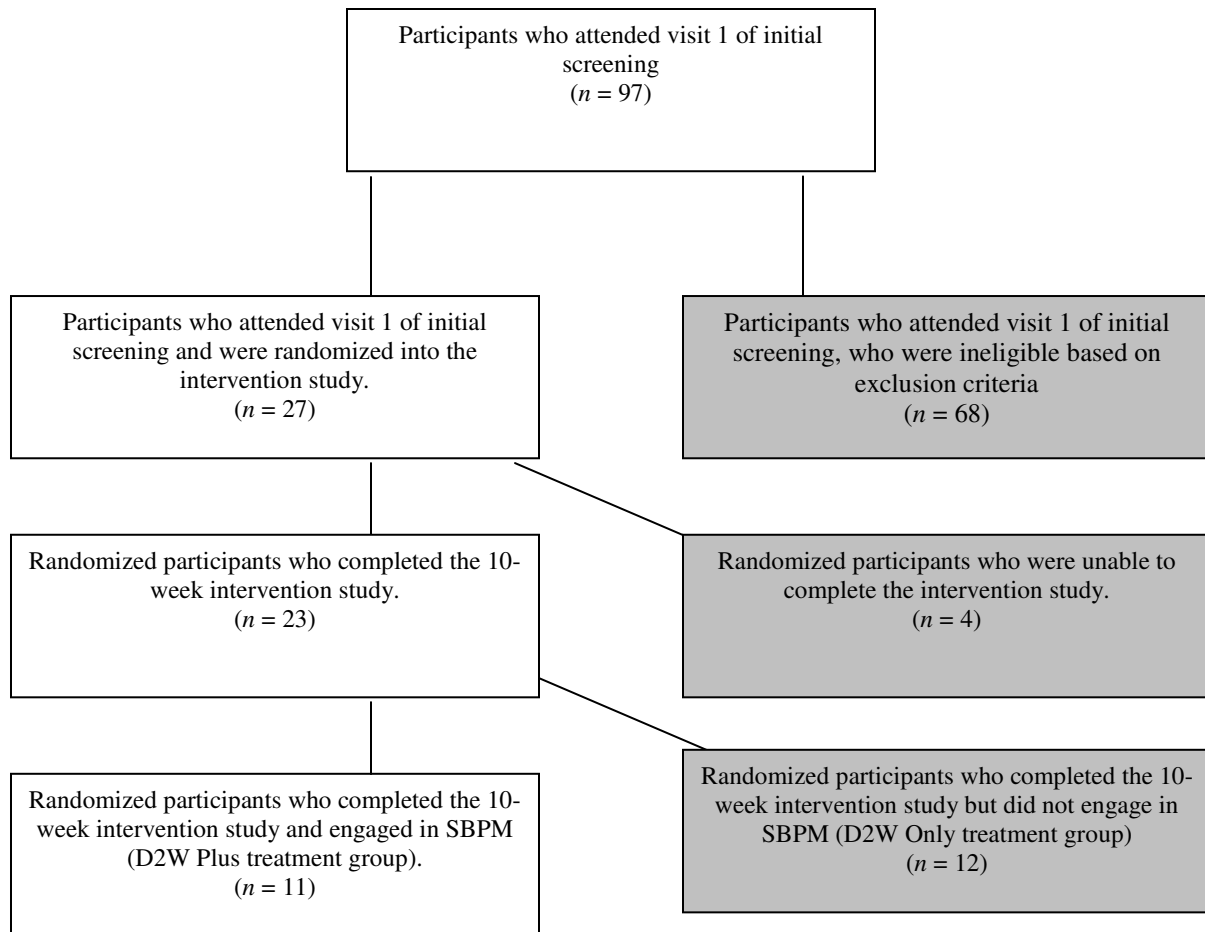 Participants who attended visit 1 of initial
screening
(n = 97)
Participants who attended visit 1 of initial
screening and were randomized into the
intervention study.
(n = 27)
Participants who attended visit 1 of initial
screening, who were ineligible based on
exclusion criteria
(n = 68)
Randomized participants who completed the 10-
week intervention study.
(n = 23)
Randomized participants who were unable to
complete the intervention study.
(n = 4)
Randomized participants who completed the 10-
week intervention study and engaged in SBPM
(D2W Plus treatment group).
(n = 11)
Randomized participants who completed the 10-
week intervention study but did not engage in
SBPM (D2W Only treatment group)
(n = 12)